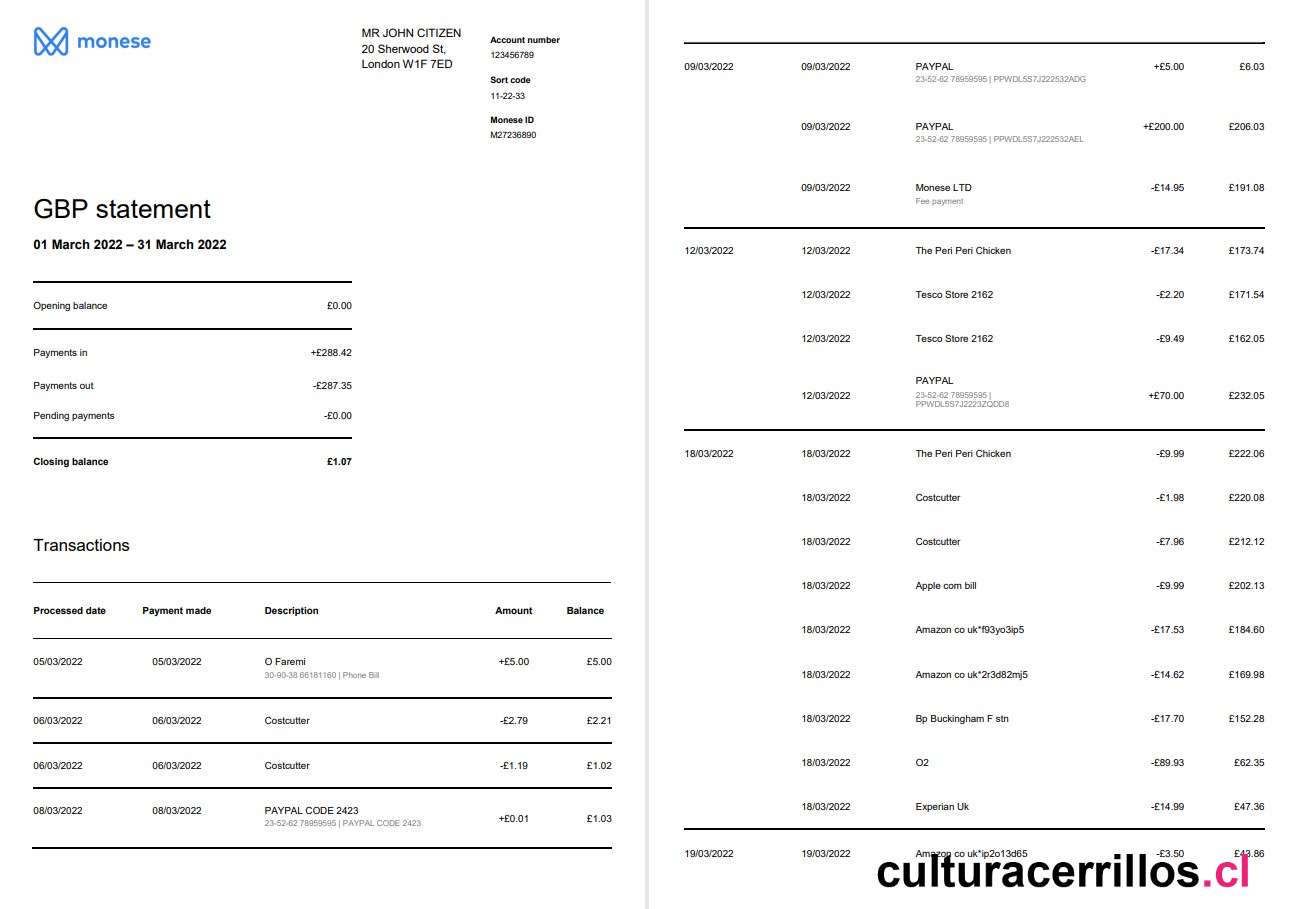 monese
MR JOHN CITIZEN
20 Sherwood St,
London W1F 7ED
Account number
123456789
Sort code
11-22-33
Monese ID
M27236890
GBP statement
01 March 2022 – 31 March 2022
Opening balance £0.00
Payments in +£288.42
Payments out -£287.35
Pending payments -£0.00
Closing balance £1.07
Transactions
Processed date Payment made Description Amount Balance
05/03/2022 05/03/2022 O Faremi +£5.00 £5.00
30-90-38 66181160 | Phone Bill
06/03/2022 06/03/2022 Costcutter -£2.79 £2.21
06/03/2022 06/03/2022 Costcutter -£1.19 £1.02
08/03/2022 08/03/2022 PAYPAL CODE 2423 +£0.01 £1.03
23-52-62 78959595 | PAYPAL CODE 2423
09/03/2022 09/03/2022 PAYPAL +£5.00 £6.03
23-52-62 78959595 | PPWDL5S7J222532ADG
09/03/2022 PAYPAL +£200.00 £206.03
23-52-62 78959595 | PPWDL5S7J222532AEL
09/03/2022 Monese LTD -£14.95 £191.08
Fee payment
12/03/2022 12/03/2022 The Peri Peri Chicken -£17.34 £173.74
12/03/2022 Tesco Store 2162 -£2.20 £171.54
12/03/2022 Tesco Store 2162 -£9.49 £162.05
PAYPAL
12/03/2022 23-52-62 78959595 | +£70.00 £232.05
PPWDL5S7J2223ZQDD8
18/03/2022 18/03/2022 The Peri Peri Chicken -£9.99 £222.06
18/03/2022 Costcutter -£1.98 £220.08
18/03/2022 Costcutter -£7.96 £212.12
18/03/2022 Apple com bill -£9.99 £202.13
18/03/2022 Amazon co uk*f93yo3ip5 -£17.53 £184.60
18/03/2022 Amazon co uk*2r3d82mj5 -£14.62 £169.98
18/03/2022 Bp Buckingham F stn -£17.70 £152.28
18/03/2022 O2 -£89.93 £62.35
18/03/2022 Experian Uk -£14.99 £47.36
19/03/2022 19/03/2022 Amazon co uk*ip2o13d65 -£3.50 £43.86
culturacerrillos.cl